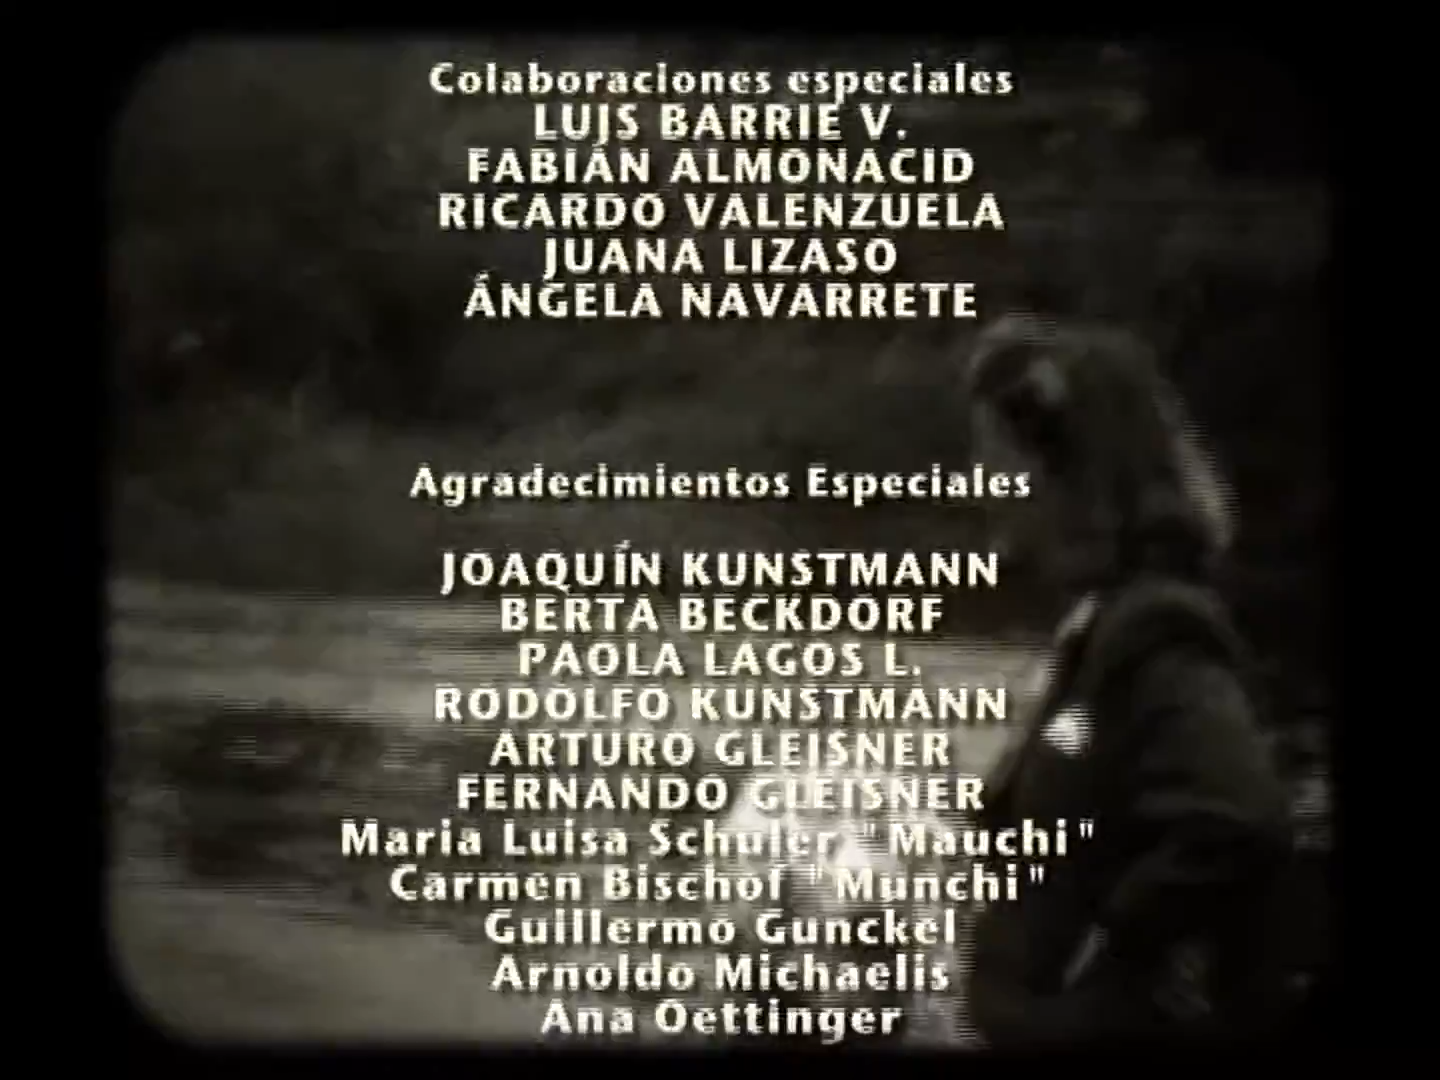 Colaboraciones especiales
LUIS BARRIE V.
FABIÁN ALMONACID
RICARDO VALENZUELA
JUANA LIZASO
ÁNGELA NAVARRETE
Agradecimientos Especiales
JOAQUÍN KUNSTMANN
BERTA BECKDORF
PAOLA LAGOS L.
RODOLFO KUNSTMANN
ARTURO GLEISNER
FERNANDO GLEISNER
Maria Luisa Schuler "Mauchi"
Carmen Bischof "Munchi"
Guillermo Gunckel
Arnoldo Michaelis
Ana Oettinger